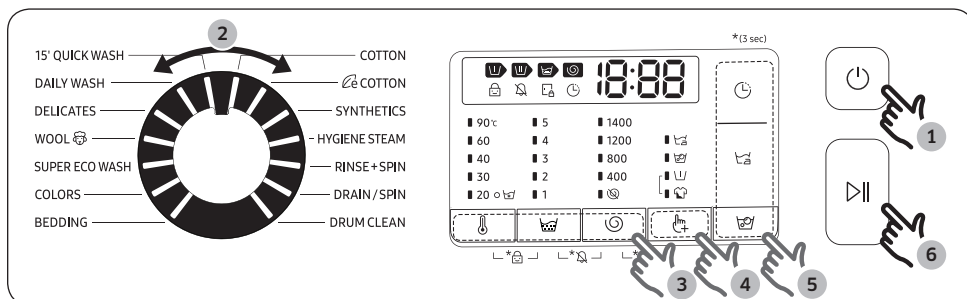 2
15' QUICK WASH
DAILY WASH
DELICATES
WOOL
SUPER ECO WASH
COLORS
BEDDING
COTTON
e COTTON
SYNTHETICS
HYGIENE STEAM
RINSE+SPIN
DRAIN/SPIN
DRUM CLEAN
*(3 sec)
18:88
90℃ 5 1400
60 4 1200
40 3 800
30 2 400
20 1
* * *
1
3 4 5
6